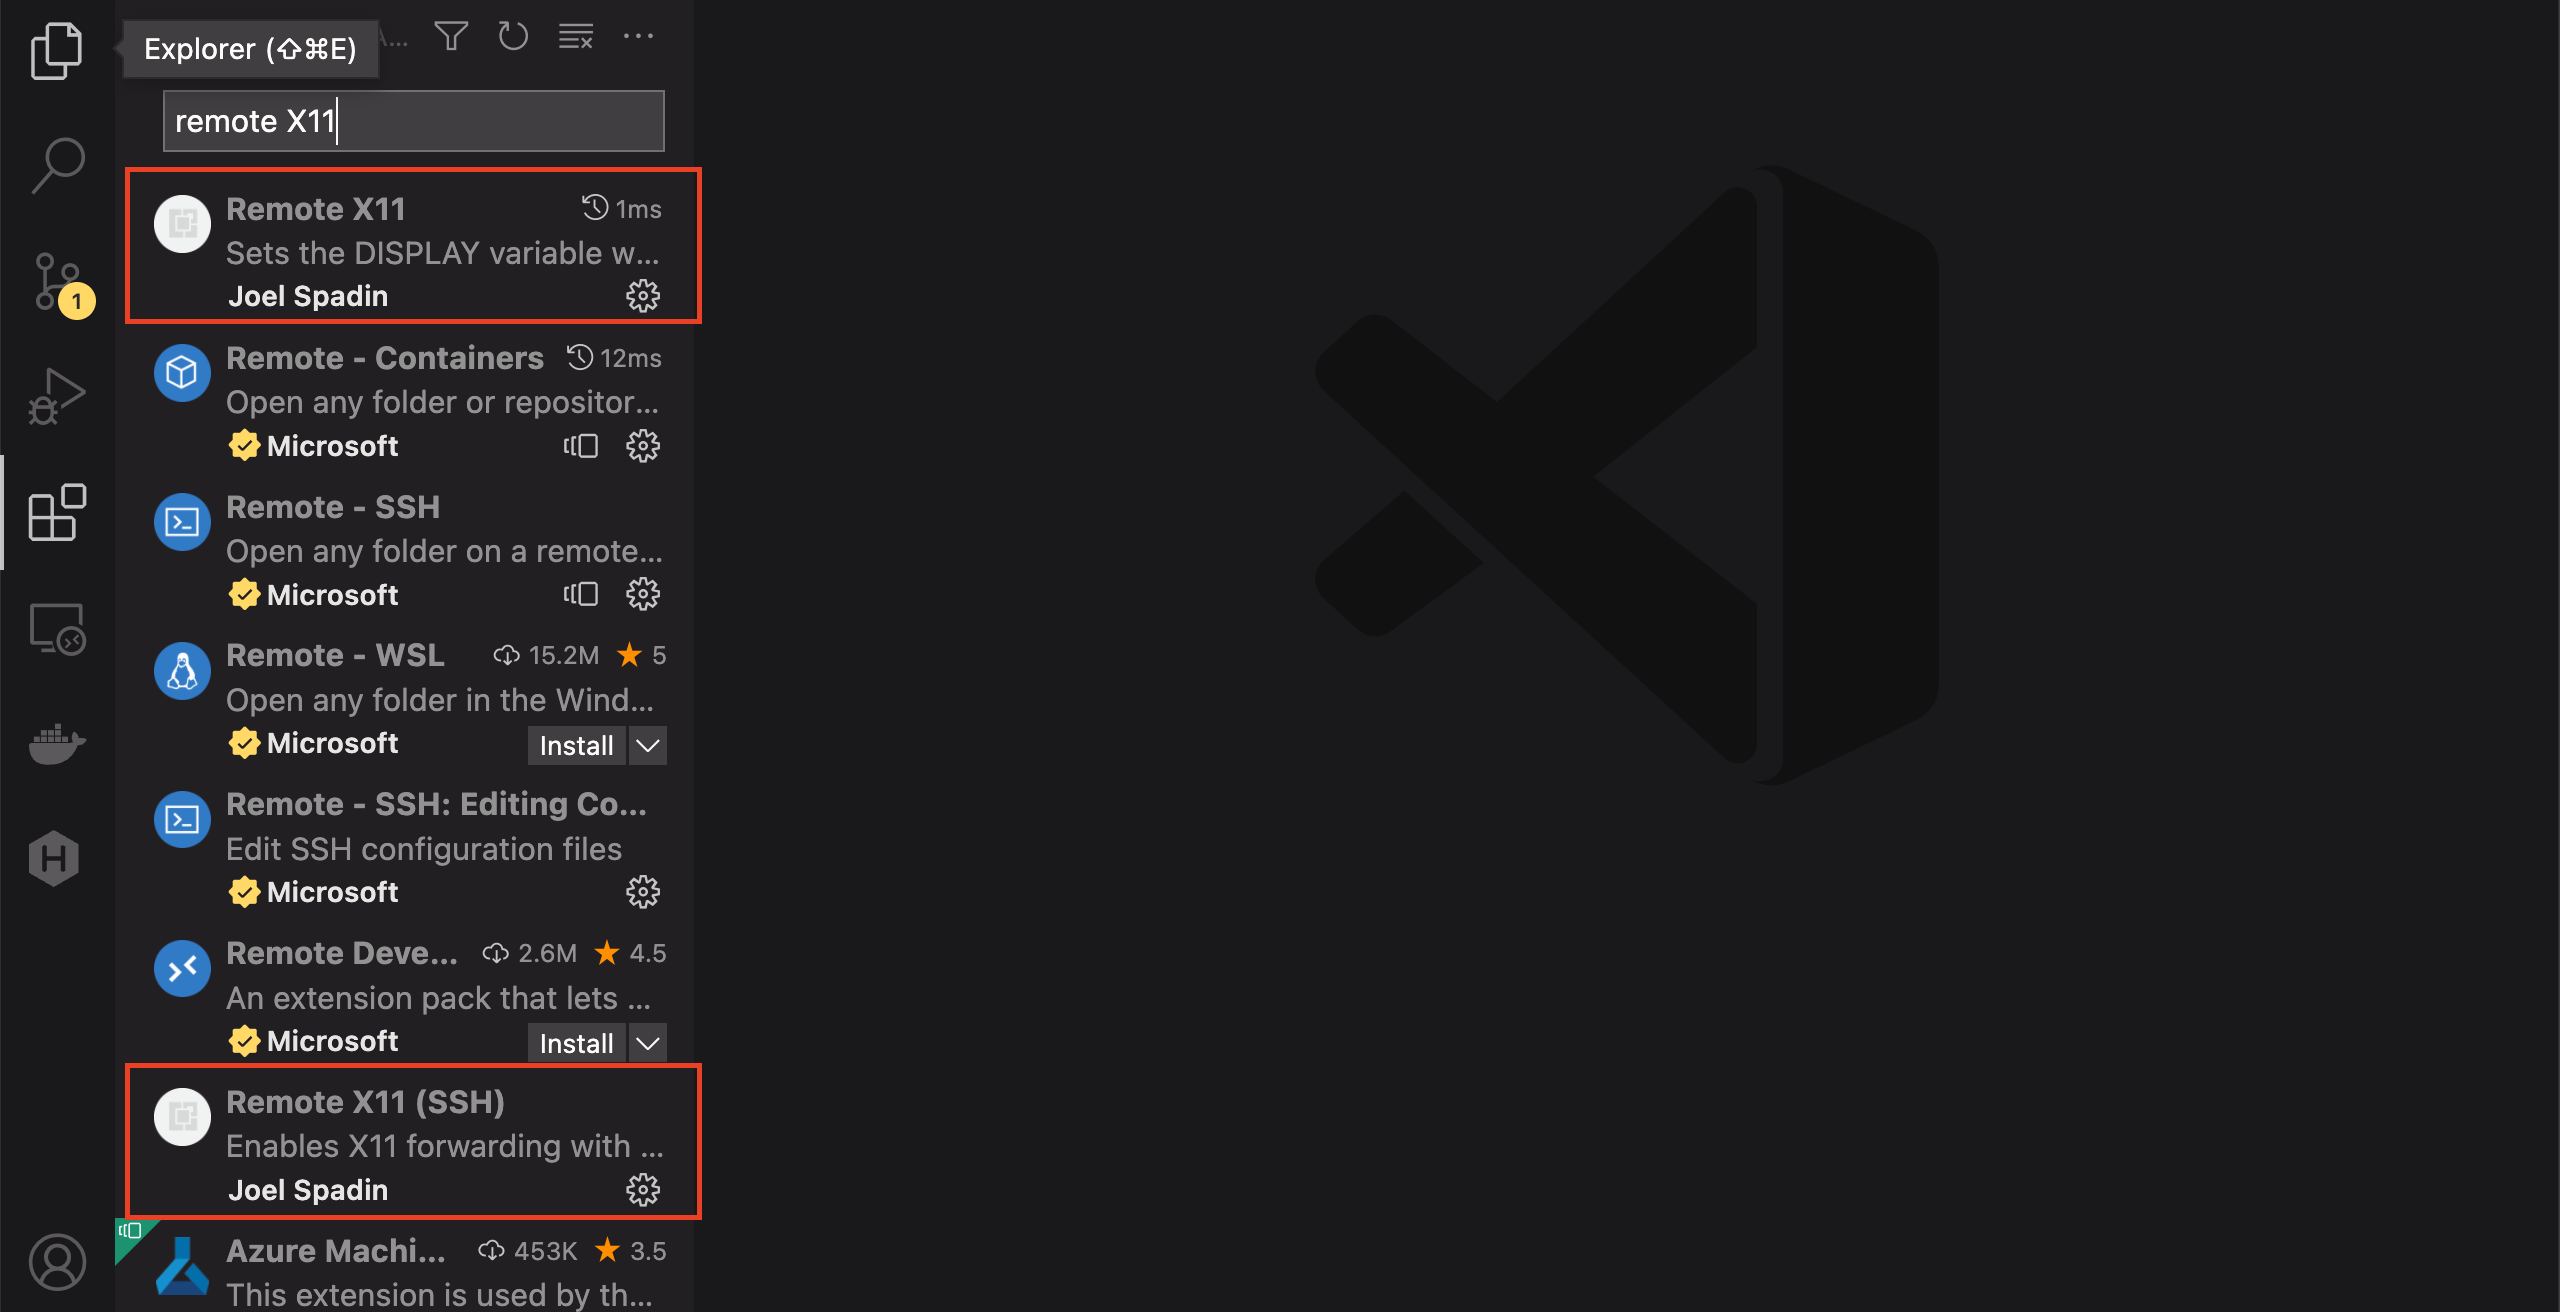 Explorer (⇧⌘E)
remote X11
Remote X11 1ms
Sets the DISPLAY variable w...
Joel Spadin
Remote - Containers 12ms
Open any folder or repositor...
Microsoft
Remote - SSH
Open any folder on a remote...
Microsoft
Remote - WSL 15.2M ★ 5
Open any folder in the Wind...
Microsoft Install
Remote - SSH: Editing Co...
Edit SSH configuration files
Microsoft
Remote Deve... 2.6M ★ 4.5
An extension pack that lets ...
Microsoft Install
Remote X11 (SSH)
Enables X11 forwarding with ...
Joel Spadin
Azure Machi... 453K ★ 3.5
This extension is used by th...
1
H